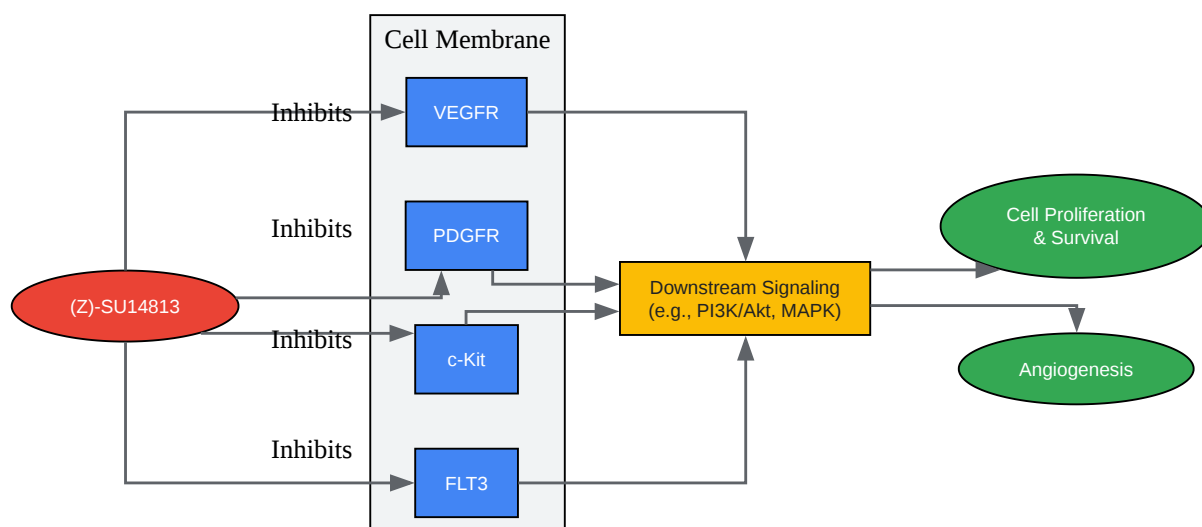 Cell Membrane
Inhibits
VEGFR
Inhibits
PDGFR
Cell Proliferation
& Survival
(Z)-SU14813
Downstream Signaling
(e.g., PI3K/Akt, MAPK)
Inhibits
c-Kit
Angiogenesis
Inhibits
FLT3